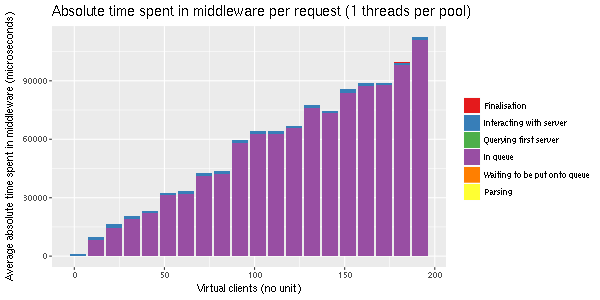 Absolute time spent in middleware per request (1 threads per pool)
Average absolute time spent in middleware (microseconds)
90000
60000
30000
0
0
50
100
150
200
Virtual clients (no unit)
Finalisation
Interacting with server
Querying first server
In queue
Waiting to be put onto queue
Parsing